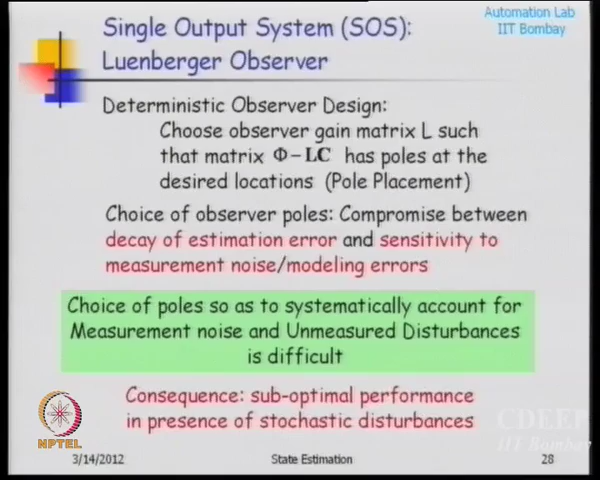 Automation Lab
IIT Bombay
Single Output System (SOS):
Luenberger Observer
Deterministic Observer Design:
Choose observer gain matrix L such
that matrix Φ – LC has poles at the
desired locations (Pole Placement)
Choice of observer poles: Compromise between
decay of estimation error and sensitivity to
measurement noise/modeling errors
Choice of poles so as to systematically account for
Measurement noise and Unmeasured Disturbances
is difficult
Consequence: sub-optimal performance
in presence of stochastic disturbances
NPTEL
CDEEP
IIT Bombay
3/14/2012 State Estimation 28